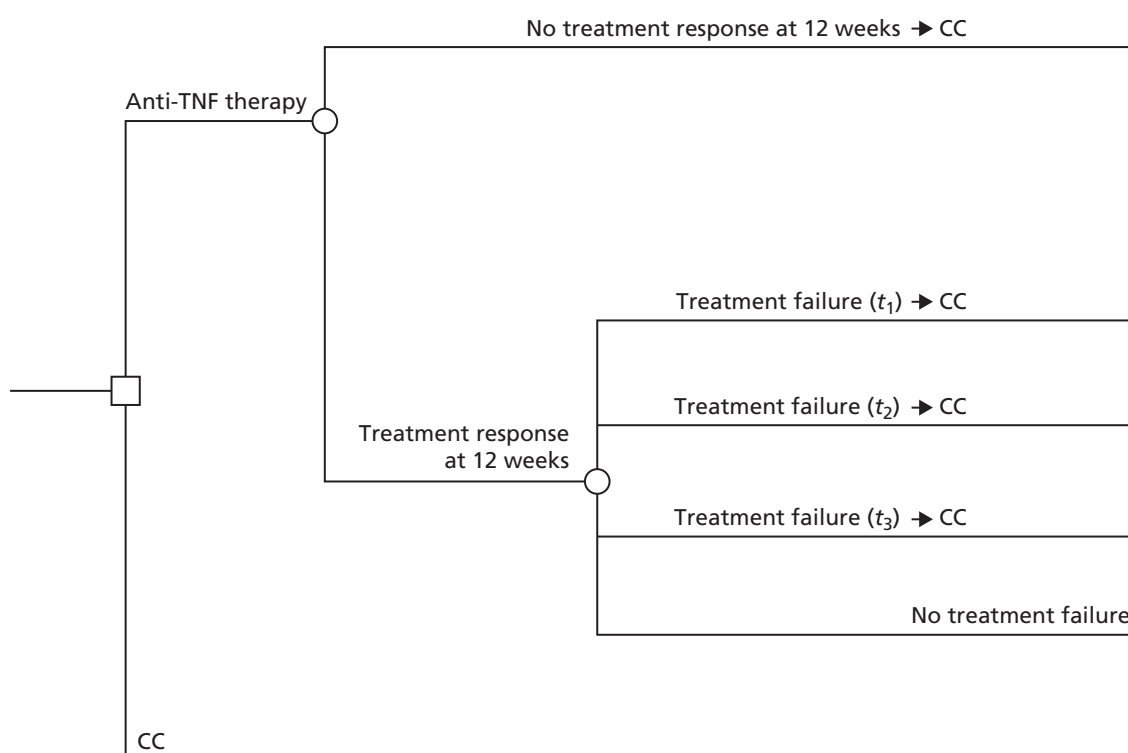 No treatment response at 12 weeks → CC
Anti-TNF therapy
Treatment failure (t₁) → CC
Treatment failure (t₂) → CC
Treatment response
at 12 weeks
Treatment failure (t₃) → CC
No treatment failure
CC